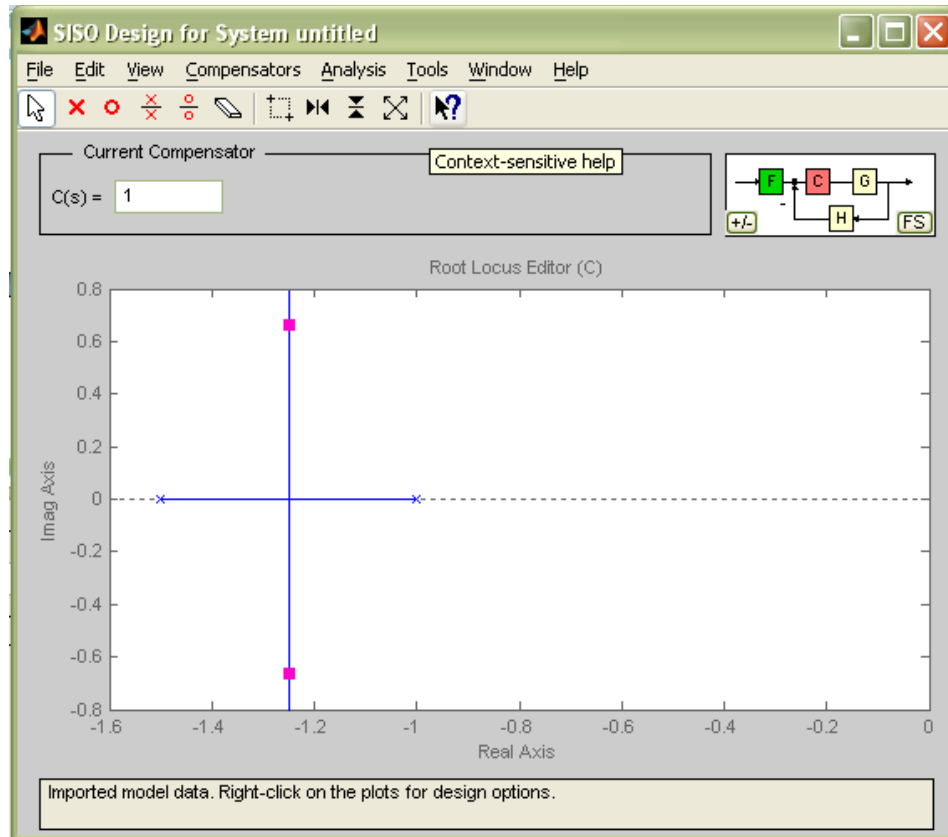 SISO Design for System untitled
File Edit View Compensators Analysis Tools Window Help
Current Compensator
Context-sensitive help
C(s) = 1
F C G
-
H
+/- FS
Root Locus Editor (C)
0.8
0.6
0.4
0.2
0
-0.2
-0.4
-0.6
-0.8
Imag Axis
-1.6 -1.4 -1.2 -1 -0.8 -0.6 -0.4 -0.2 0
Real Axis
Imported model data. Right-click on the plots for design options.